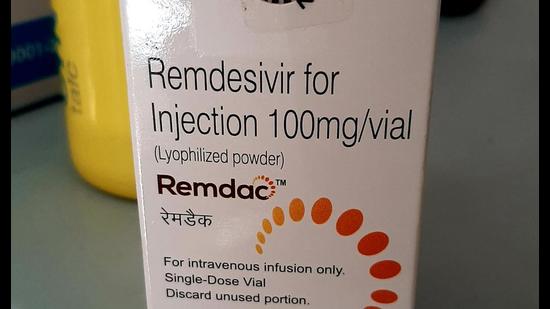 Remdesivir for
Injection 100mg/vial
(Lyophilized powder)
Remdac™
रेमडैक
For intravenous infusion only.
Single-Dose Vial
Discard unused portion.
talc